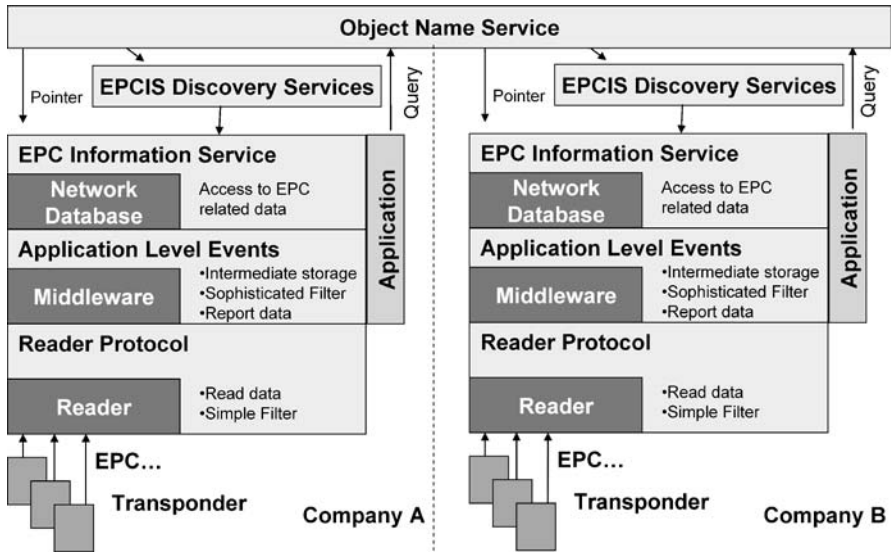 Object Name Service
Pointer
EPCIS Discovery Services
Query
EPC Information Service
Network
Database
Access to EPC
related data
Application Level Events
Middleware
•Intermediate storage
•Sophisticated Filter
•Report data
Application
Reader Protocol
Reader
•Read data
•Simple Filter
EPC...
Transponder
Company A
Pointer
EPCIS Discovery Services
Query
EPC Information Service
Network
Database
Access to EPC
related data
Application Level Events
Middleware
•Intermediate storage
•Sophisticated Filter
•Report data
Application
Reader Protocol
Reader
•Read data
•Simple Filter
EPC...
Transponder
Company B